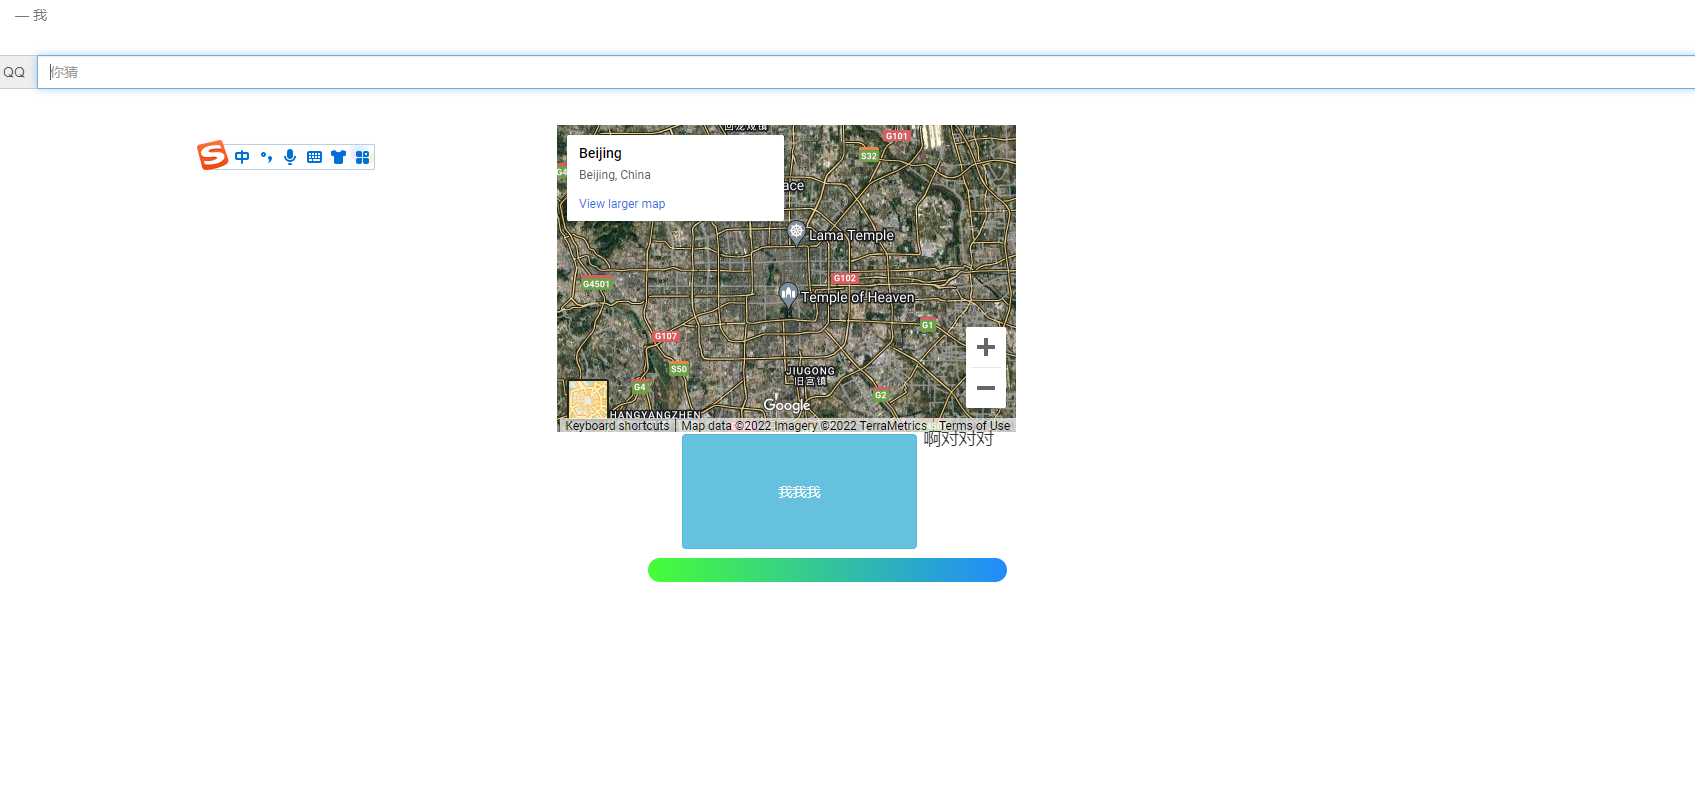 — 我
QQ
你猜
中
Beijing
Beijing, China
View larger map
G101
S32
G4
ace
Lama Temple
G102
G4501
Temple of Heaven
G1
G107
S50
JIUGONG
旧宫镇
G4
G2
Google
HANGYANGZHEN
Keyboard shortcuts
Map data ©2022 Imagery ©2022 TerraMetrics
Terms of Use
啊对对对
我我我